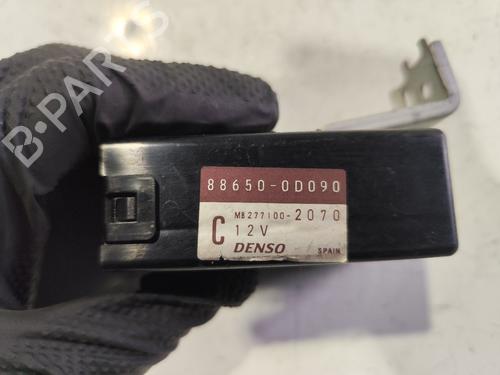 B-PARTS
88650-0D090
MB277100-2070
C 12V
DENSO SPAIN